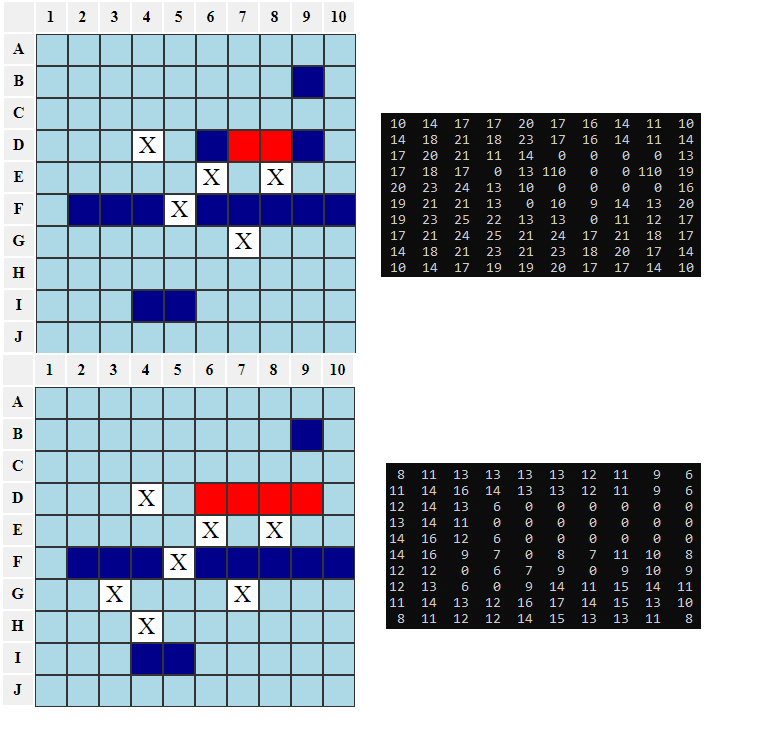 1 2 3 4 5 6 7 8 9 10
A
B
C
D X
E X X
F X
G X
H
I
J
10 14 17 17 20 17 16 14 11 10
14 18 21 18 23 17 16 14 11 14
17 20 21 11 14 0 0 0 0 13
17 18 17 0 13 110 0 0 110 19
20 23 24 13 10 0 0 0 0 16
19 21 21 13 0 10 9 14 13 20
19 23 25 22 13 13 0 11 12 17
17 21 24 25 21 24 17 21 18 17
14 18 21 23 21 23 18 20 17 14
10 14 17 19 19 20 17 17 14 10
1 2 3 4 5 6 7 8 9 10
A
B
C
D X
E X X
F X
G X X
H X
I
J
8 11 13 13 13 13 12 11 9 6
11 14 16 14 13 13 12 11 9 6
12 14 13 6 0 0 0 0 0 0
13 14 11 0 0 0 0 0 0 0
14 16 12 6 0 0 0 0 0 0
14 16 9 7 0 8 7 11 10 8
12 12 0 6 7 9 0 9 10 9
12 13 6 0 9 14 11 15 14 11
11 14 13 12 16 17 14 15 13 10
8 11 12 12 14 15 13 13 11 8